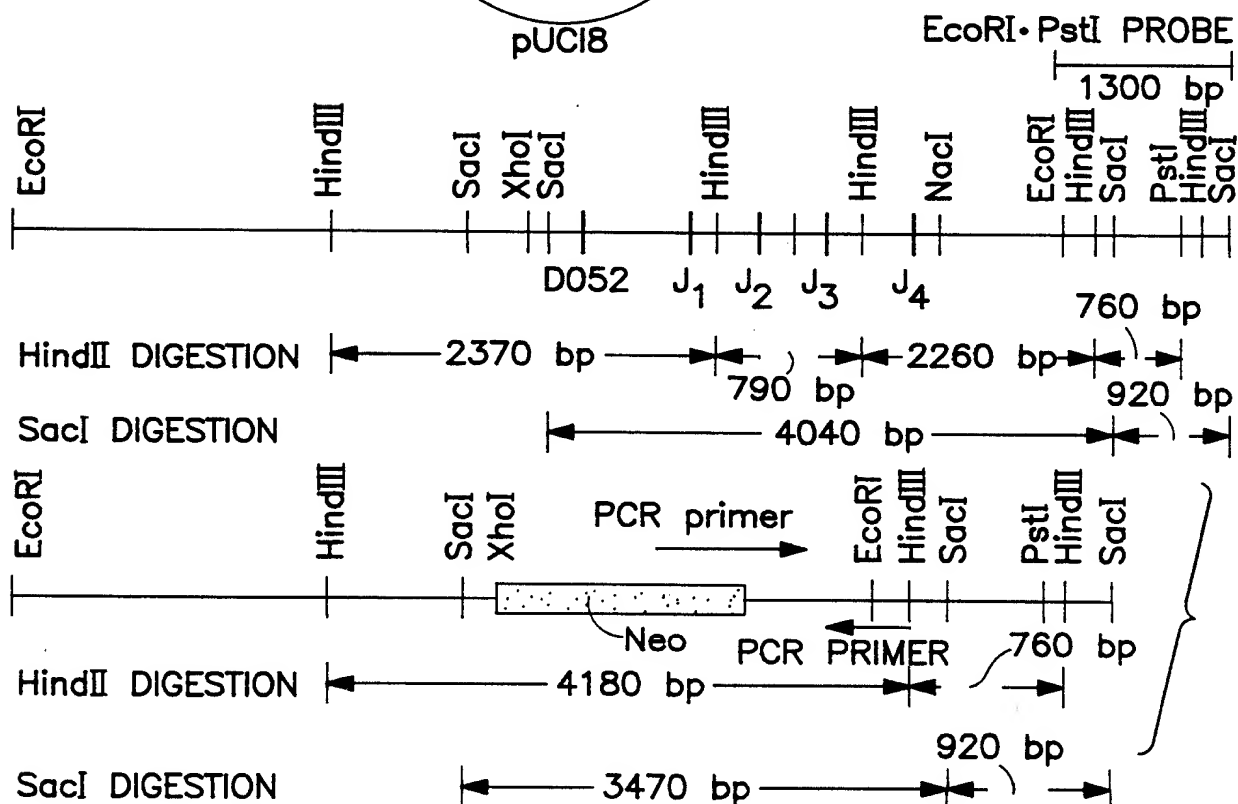 pUC18
EcoRI•PstI PROBE
1300 bp
EcoRI
HindIII
SacI
XhoI
SacI
HindIII
HindIII
NacI
EcoRI
HindIII
SacI
PstI
HindIII
SacI
D052
J1
J2
J3
J4
760 bp
HindII DIGESTION
2370 bp
2260 bp
790 bp
920 bp
SacI DIGESTION
4040 bp
EcoRI
HindIII
SacI
XhoI
PCR primer
EcoRI
HindIII
SacI
PstI
HindIII
SacI
Neo
PCR PRIMER
760 bp
HindII DIGESTION
4180 bp
920 bp
SacI DIGESTION
3470 bp